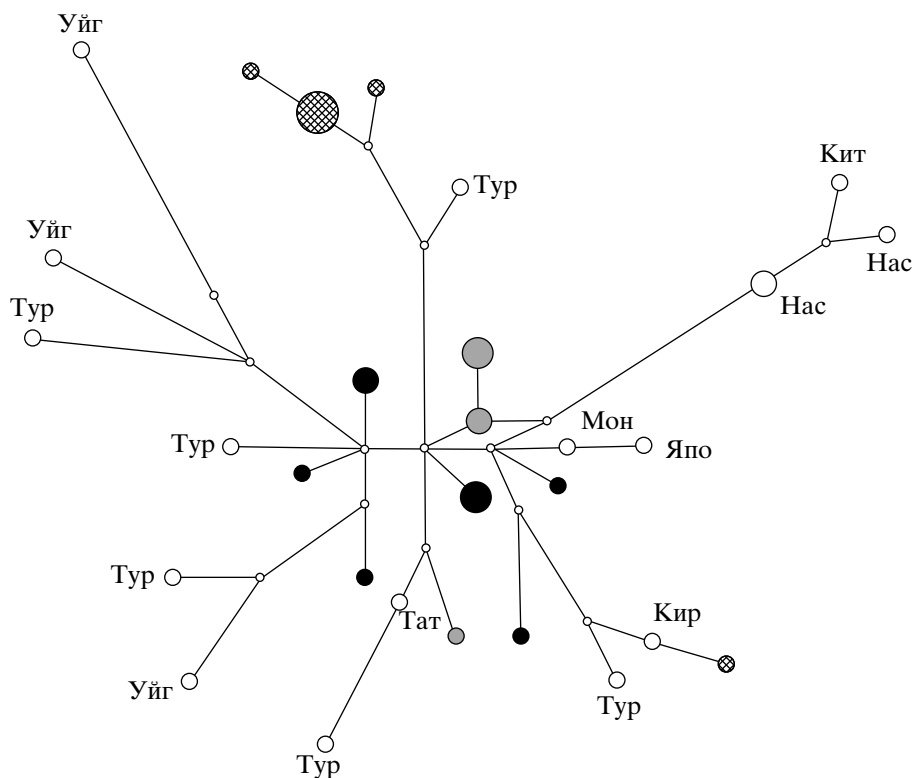 Уйг
Кит
Тур
Уйг
Нас
Тур
Нас
Мон
Тур
Япо
Тур
Тат
Кир
Уйг
Тур
Тур